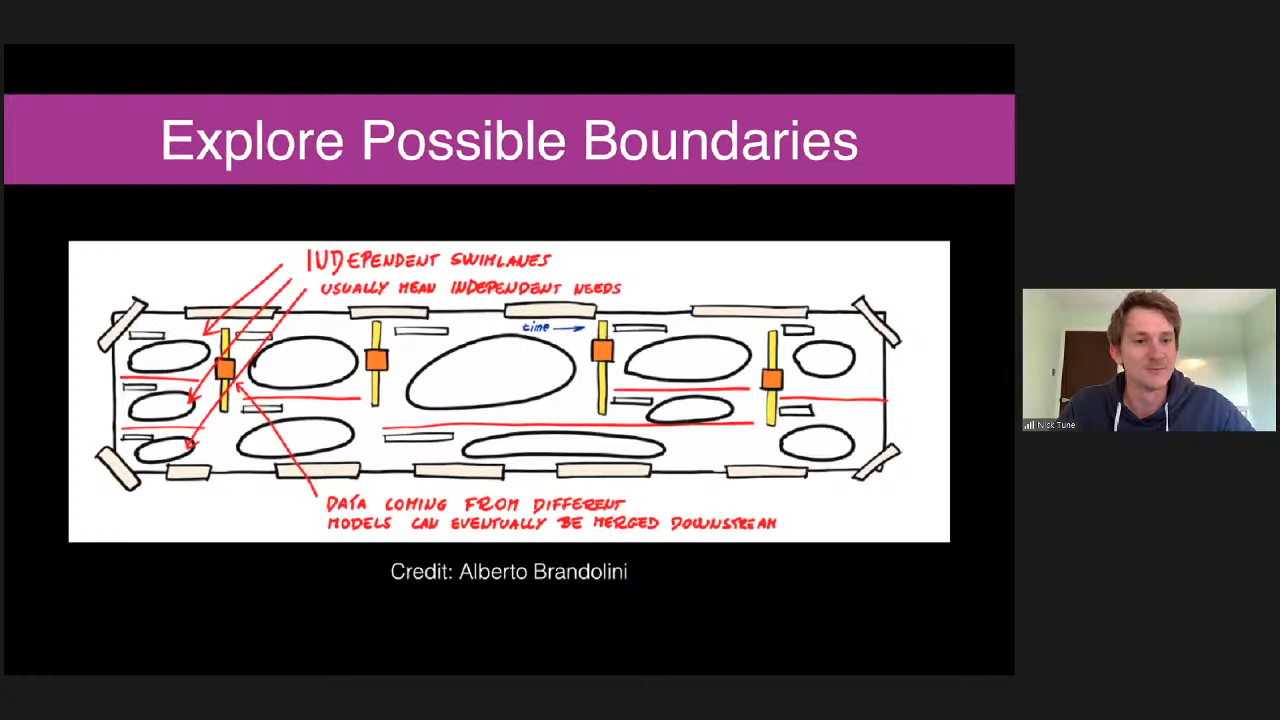 Explore Possible Boundaries
INDEPENDENT SWIMLANES
USUALLY MEAN INDEPENDENT NEEDS
time
DATA COMING FROM DIFFERENT
MODELS CAN EVENTUALLY BE MERGED DOWNSTREAM
Credit: Alberto Brandolini
Nick Tune